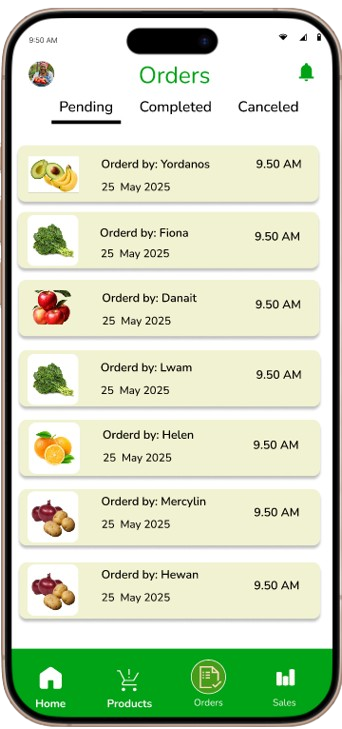 9:50 AM
Orders
Pending Completed Canceled
Orderd by: Yordanos 9.50 AM
25 May 2025
Orderd by: Fiona 9.50 AM
25 May 2025
Orderd by: Danait 9.50 AM
25 May 2025
Orderd by: Lwam 9.50 AM
25 May 2025
Orderd by: Helen 9.50 AM
25 May 2025
Orderd by: Mercylin 9.50 AM
25 May 2025
Orderd by: Hewan 9.50 AM
25 May 2025
Home Products Orders Sales